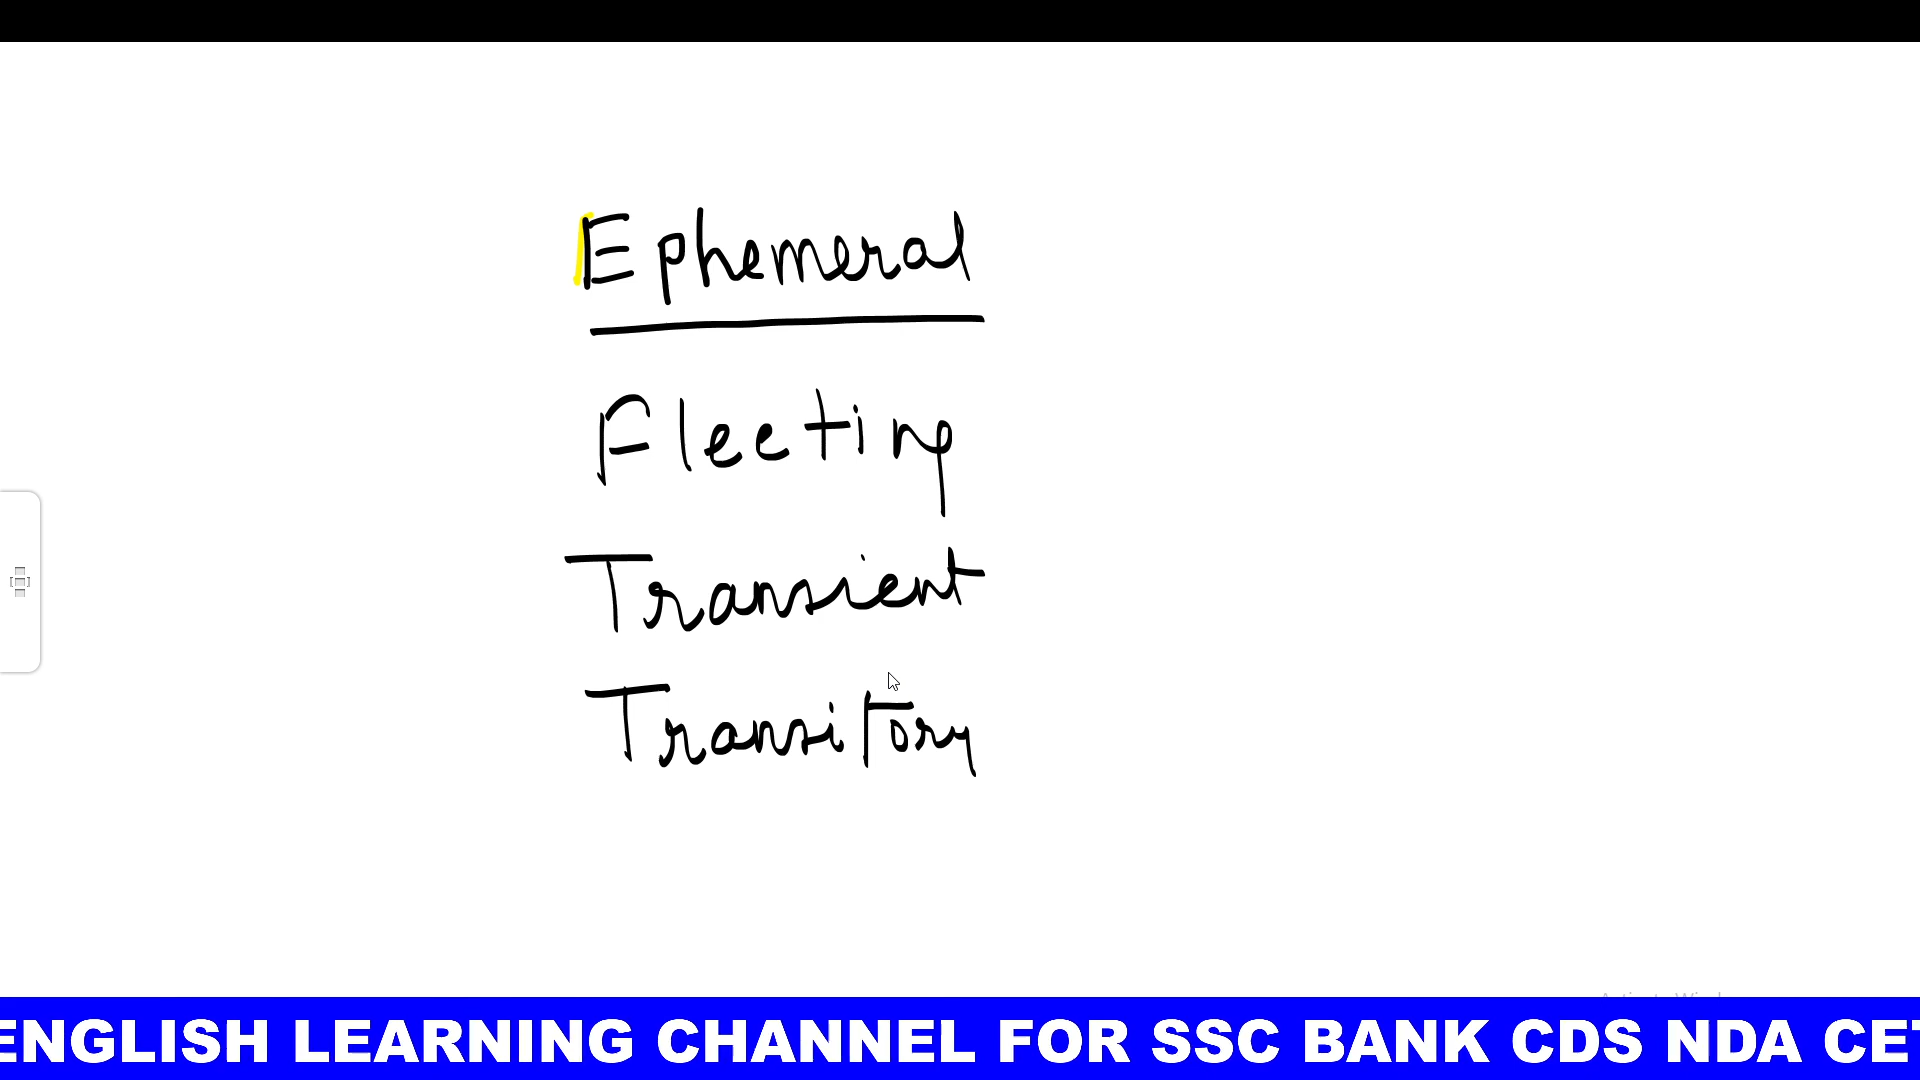 Ephemeral
Fleeting
Transient
Transitory
ENGLISH LEARNING CHANNEL FOR SSC BANK CDS NDA CET